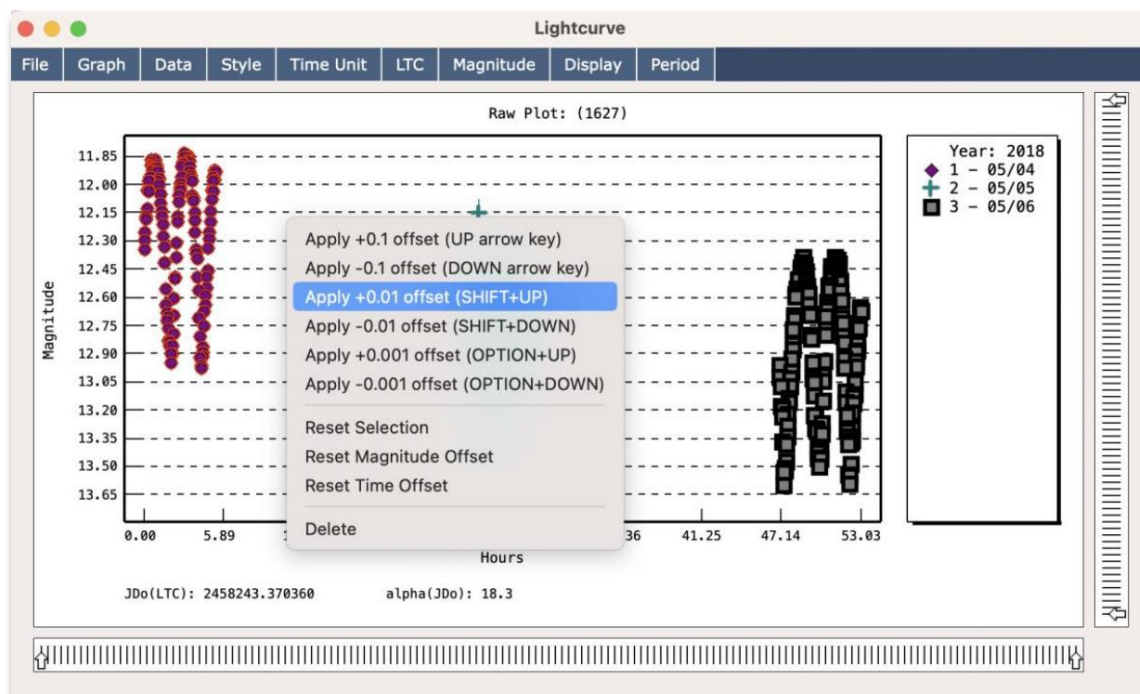 Lightcurve
File Graph Data Style Time Unit LTC Magnitude Display Period
Raw Plot: (1627)
11.85
12.00
12.15
12.30
12.45
12.60
12.75
12.90
13.05
13.20
13.35
13.50
13.65
Magnitude
Apply +0.1 offset (UP arrow key)
Apply -0.1 offset (DOWN arrow key)
Apply +0.01 offset (SHIFT+UP)
Apply -0.01 offset (SHIFT+DOWN)
Apply +0.001 offset (OPTION+UP)
Apply -0.001 offset (OPTION+DOWN)
Reset Selection
Reset Magnitude Offset
Reset Time Offset
Delete
Year: 2018
1 - 05/04
2 - 05/05
3 - 05/06
0.00 5.89 41.25 47.14 53.03
Hours
JDo(LTC): 2458243.370360 alpha(JDo): 18.3